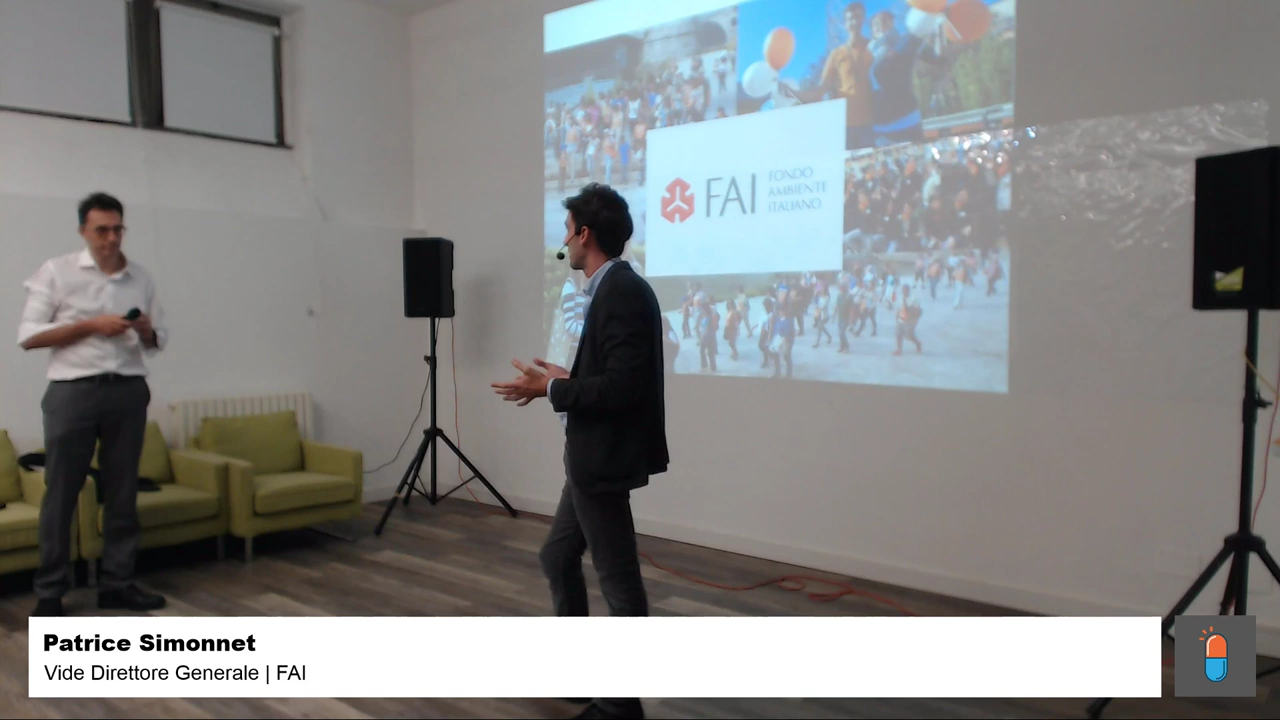 FAI
FONDO
AMBIENTE
ITALIANO
Patrice Simonnet
Vide Direttore Generale | FAI